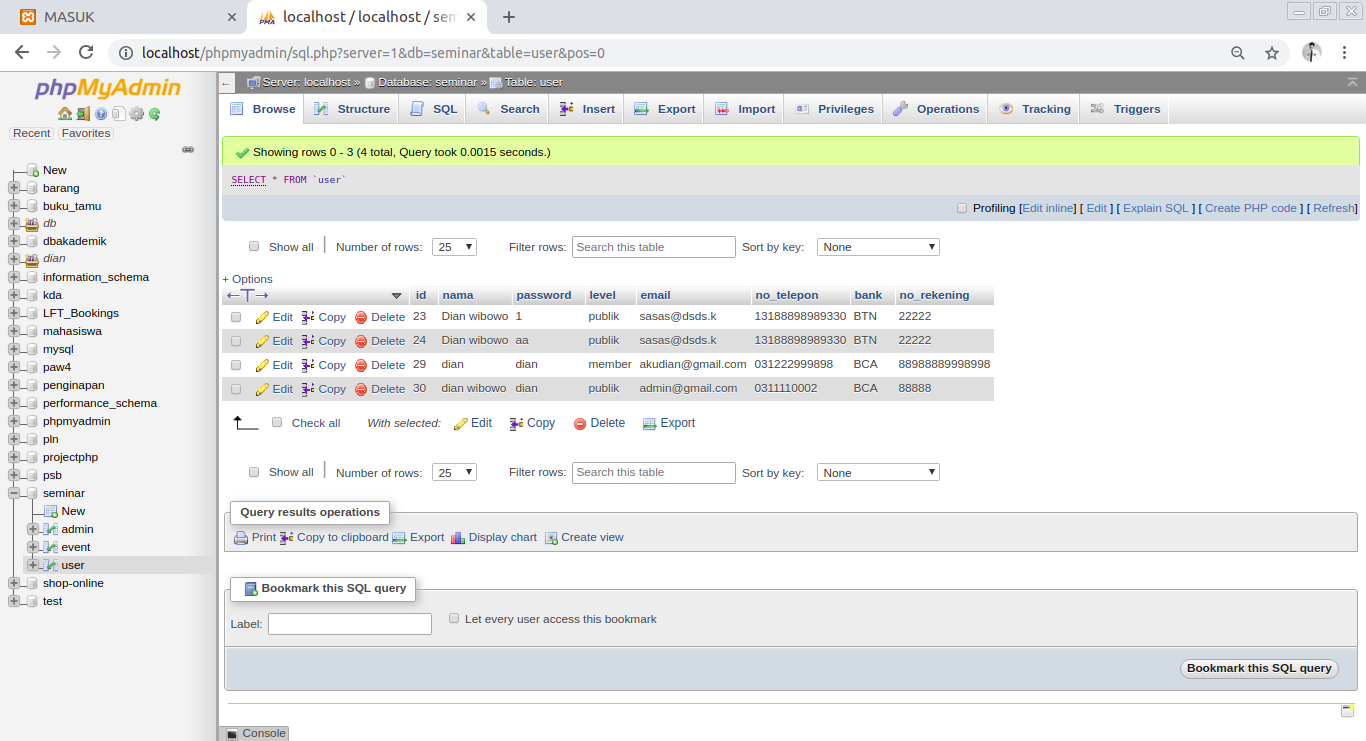 MASUK
localhost / localhost / sem
localhost/phpmyadmin/sql.php?server=1&db=seminar&table=user&pos=0
phpMyAdmin
Recent Favorites
New
barang
buku_tamu
db
dbakademik
dian
information_schema
kda
LFT_Bookings
mahasiswa
mysql
paw4
penginapan
performance_schema
phpmyadmin
pln
projectphp
psb
seminar
New
admin
event
user
shop-online
test
Server: localhost » Database: seminar » Table: user
Browse Structure SQL Search Insert Export Import Privileges Operations Tracking Triggers
Showing rows 0 - 3 (4 total, Query took 0.0015 seconds.)
SELECT * FROM `user`
Profiling [Edit inline] [ Edit ] [ Explain SQL ] [ Create PHP code ] [ Refresh]
Show all Number of rows: 25 Filter rows: Search this table Sort by key: None
+ Options
id nama password level email no_telepon bank no_rekening
Edit Copy Delete 23 Dian wibowo 1 publik sasas@dsds.k 13188898989330 BTN 22222
Edit Copy Delete 24 Dian wibowo aa publik sasas@dsds.k 13188898989330 BTN 22222
Edit Copy Delete 29 dian dian member akudian@gmail.com 031222999898 BCA 88988889998998
Edit Copy Delete 30 dian wibowo dian publik admin@gmail.com 0311110002 BCA 88888
Check all With selected: Edit Copy Delete Export
Show all Number of rows: 25 Filter rows: Search this table Sort by key: None
Query results operations
Print Copy to clipboard Export Display chart Create view
Bookmark this SQL query
Label: Let every user access this bookmark
Bookmark this SQL query
Console